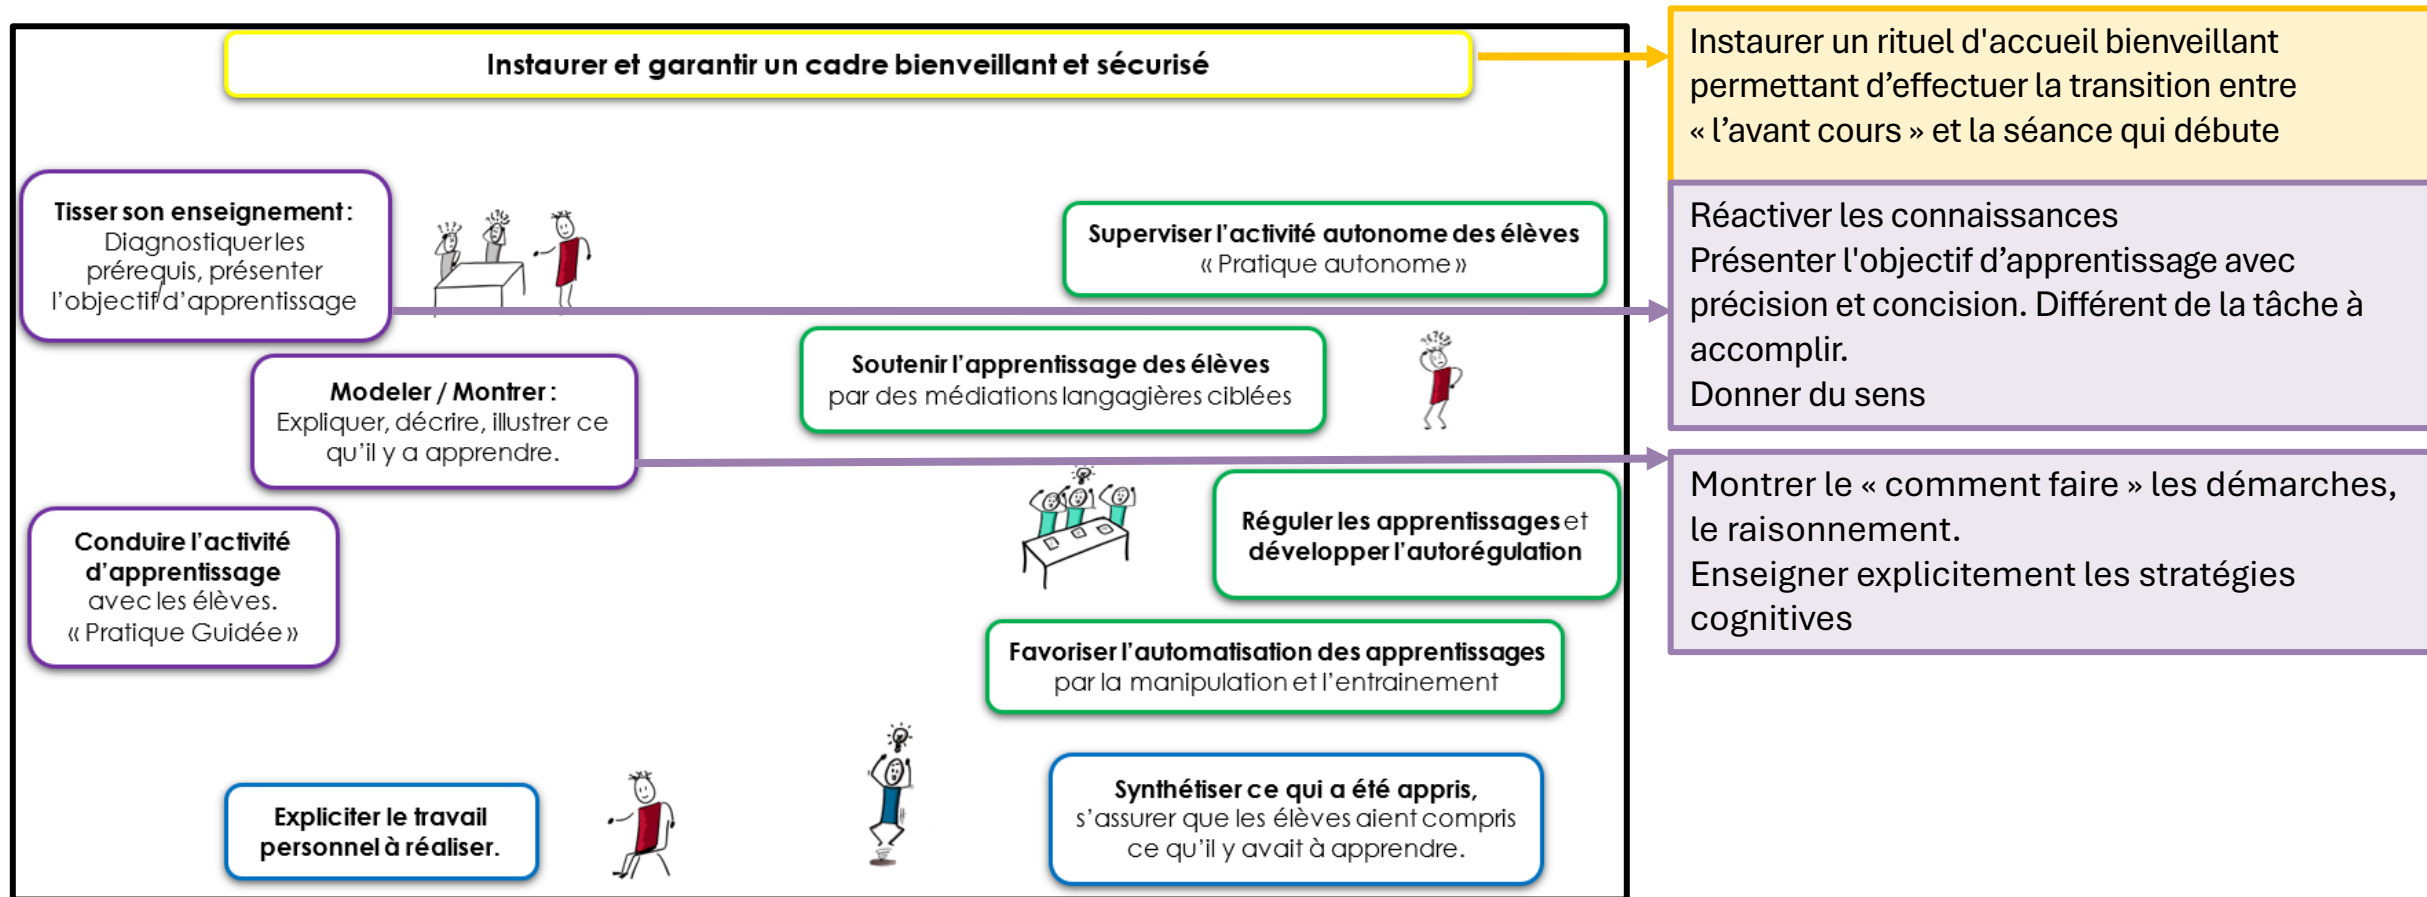 Instaurer et garantir un cadre bienveillant et sécurisé
Tisser son enseignement :
Diagnostiquer les
prérequis, présenter
l'objectif d'apprentissage
Modeler / Montrer :
Expliquer, décrire, illustrer ce
qu'il y a apprendre.
Conduire l'activité
d'apprentissage
avec les élèves.
« Pratique Guidée »
Superviser l'activité autonome des élèves
« Pratique autonome »
Soutenir l'apprentissage des élèves
par des médiations langagières ciblées
Réguler les apprentissages et
développer l'autorégulation
Favoriser l'automatisation des apprentissages
par la manipulation et l'entrainement
Synthétiser ce qui a été appris,
s'assurer que les élèves aient compris
ce qu'il y avait à apprendre.
Expliciter le travail
personnel à réaliser.
Instaurer un rituel d'accueil bienveillant
permettant d'effectuer la transition entre
« l'avant cours » et la séance qui débute
Réactiver les connaissances
Présenter l'objectif d'apprentissage avec
précision et concision. Différent de la tâche à
accomplir.
Donner du sens
Montrer le « comment faire » les démarches,
le raisonnement.
Enseigner explicitement les stratégies
cognitives